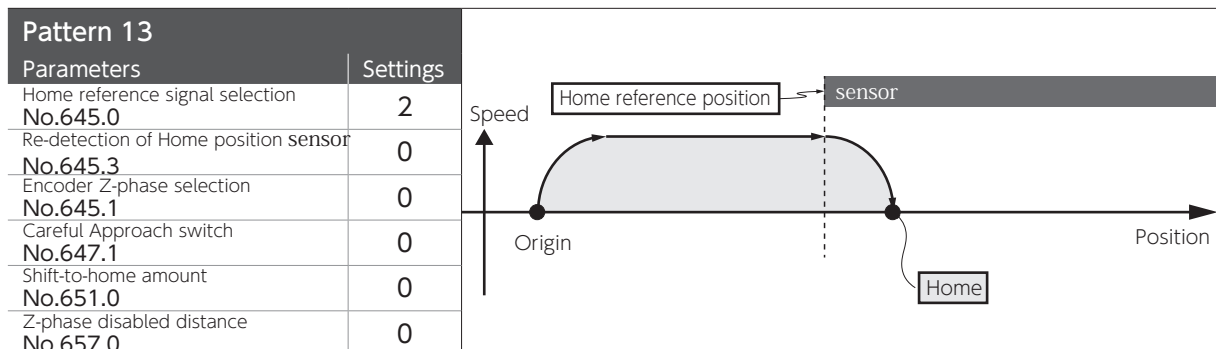 Pattern 13
Parameters Settings
Home reference signal selection
No.645.0 2
Re-detection of Home position sensor
No.645.3 0
Encoder Z-phase selection
No.645.1 0
Careful Approach switch
No.647.1 0
Shift-to-home amount
No.651.0 0
Z-phase disabled distance
No.657.0 0
Home reference position
sensor
Speed
Origin
Position
Home